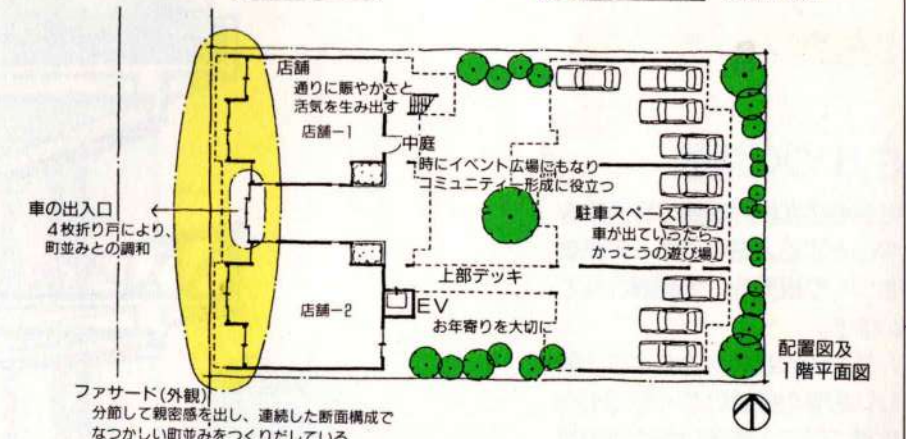 店舗
通りに賑やかさと
活気を生み出す
店舗−1
中庭
時にイベント広場にもなり
コミュニティー形成に役立つ
車の出入口
4枚折り戸により、
町並みとの調和
駐車スペース
車が出ていったら
かっこうの遊び場
上部デッキ
店舗−2
EV
お年寄りを大切に
配置図及
1階平面図
ファサード(外観)
分節して親密感を出し、連続した断面構成で
なつかしい町並みをつくりだしている